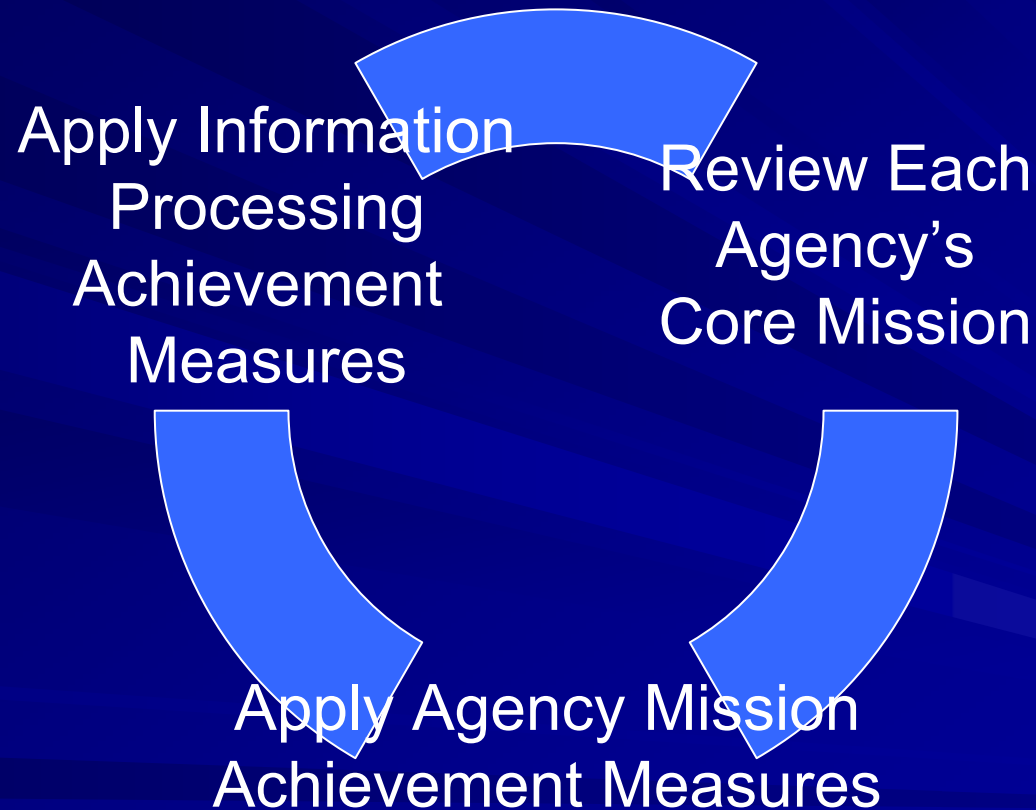 Apply Information
Processing
Achievement
Measures
Review Each
Agency’s
Core Mission
Apply Agency Mission
Achievement Measures